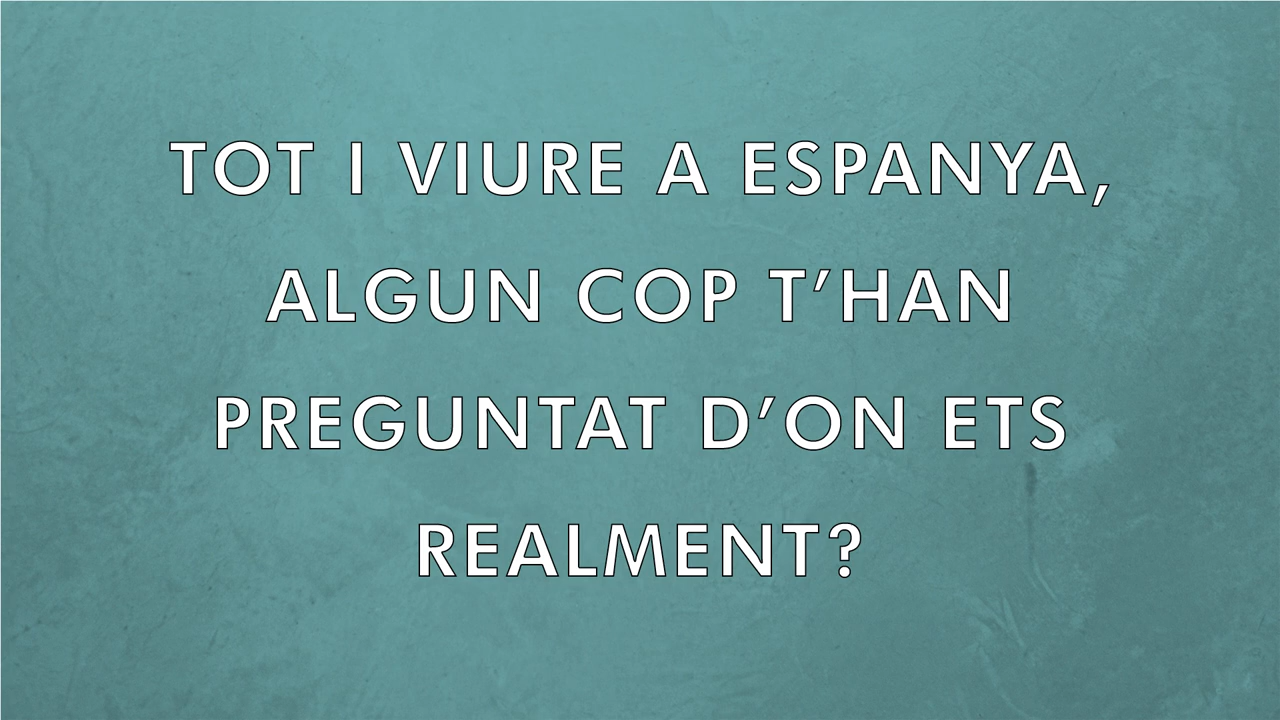 TOT I VIURE A ESPANYA,
ALGUN COP T’HAN
PREGUNTAT D’ON ETS
REALMENT?